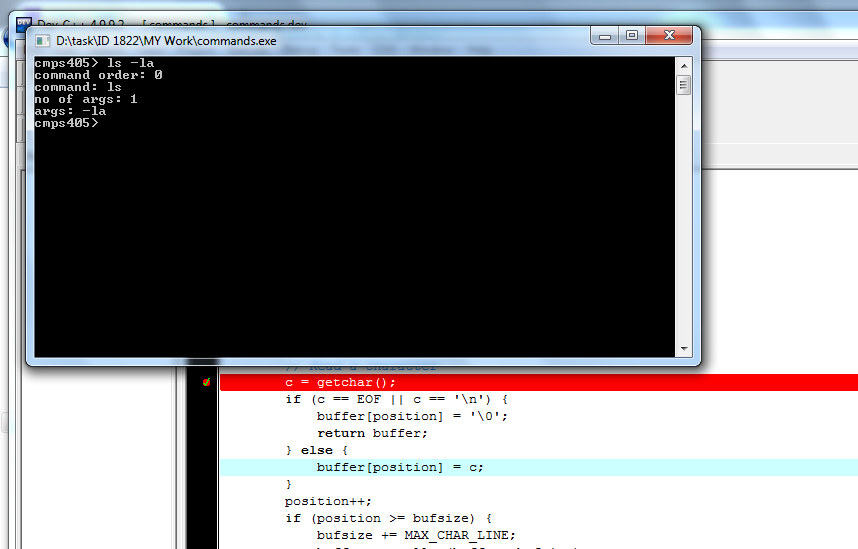 Dev-C++ 4.9.9.2 - [ commands ] - commands.dev
D:\task\ID 1822\MY Work\commands.exe
cmps405> ls -la
command order: 0
command: ls
no of args: 1
args: -la
cmps405>
// Read a character
c = getchar();
if (c == EOF || c == '\n') {
buffer[position] = '\0';
return buffer;
} else {
buffer[position] = c;
}
position++;
if (position >= bufsize) {
bufsize += MAX_CHAR_LINE;